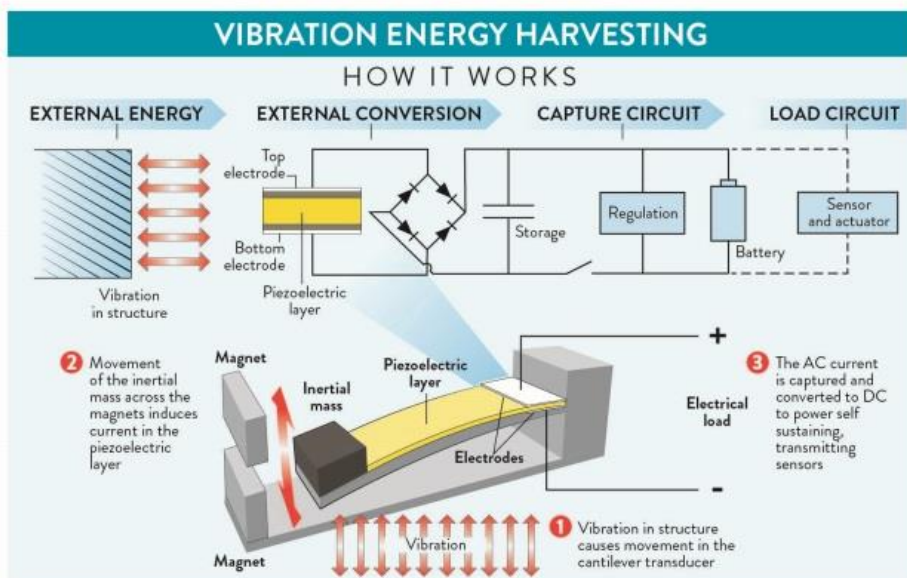 VIBRATION ENERGY HARVESTING
HOW IT WORKS
EXTERNAL ENERGY
EXTERNAL CONVERSION
CAPTURE CIRCUIT
LOAD CIRCUIT
Top
electrode
Bottom
electrode
Piezoelectric
layer
Vibration
in structure
Storage
Regulation
Battery
Sensor
and actuator
2 Movement
of the inertial
mass across the
magnets induces
current in the
piezoelectric
layer
Magnet
Inertial
mass
Piezoelectric
layer
Electrodes
Magnet
Vibration
1 Vibration in structure
causes movement in the
cantilever transducer
+
Electrical
load
-
3 The AC current
is captured and
converted to DC
to power self
sustaining,
transmitting
sensors